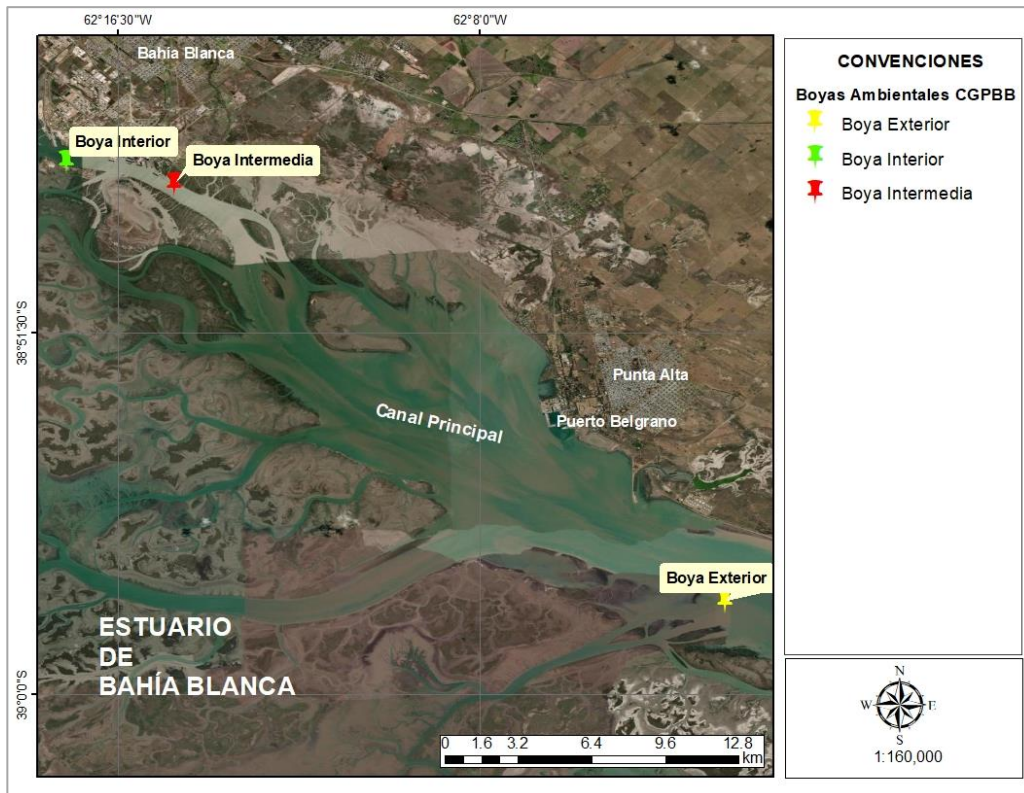 62°16'30"W
62°8'0"W
38°51'30"S
39°0'0"S
Bahía Blanca
Boya Interior
Boya Intermedia
Punta Alta
Canal Principal
Puerto Belgrano
Boya Exterior
ESTUARIO
DE
BAHÍA BLANCA
0 1.6 3.2 6.4 9.6 12.8
km
CONVENCIONES
Boyas Ambientales CGPBB
Boya Exterior
Boya Interior
Boya Intermedia
N
W E
S
1:160,000